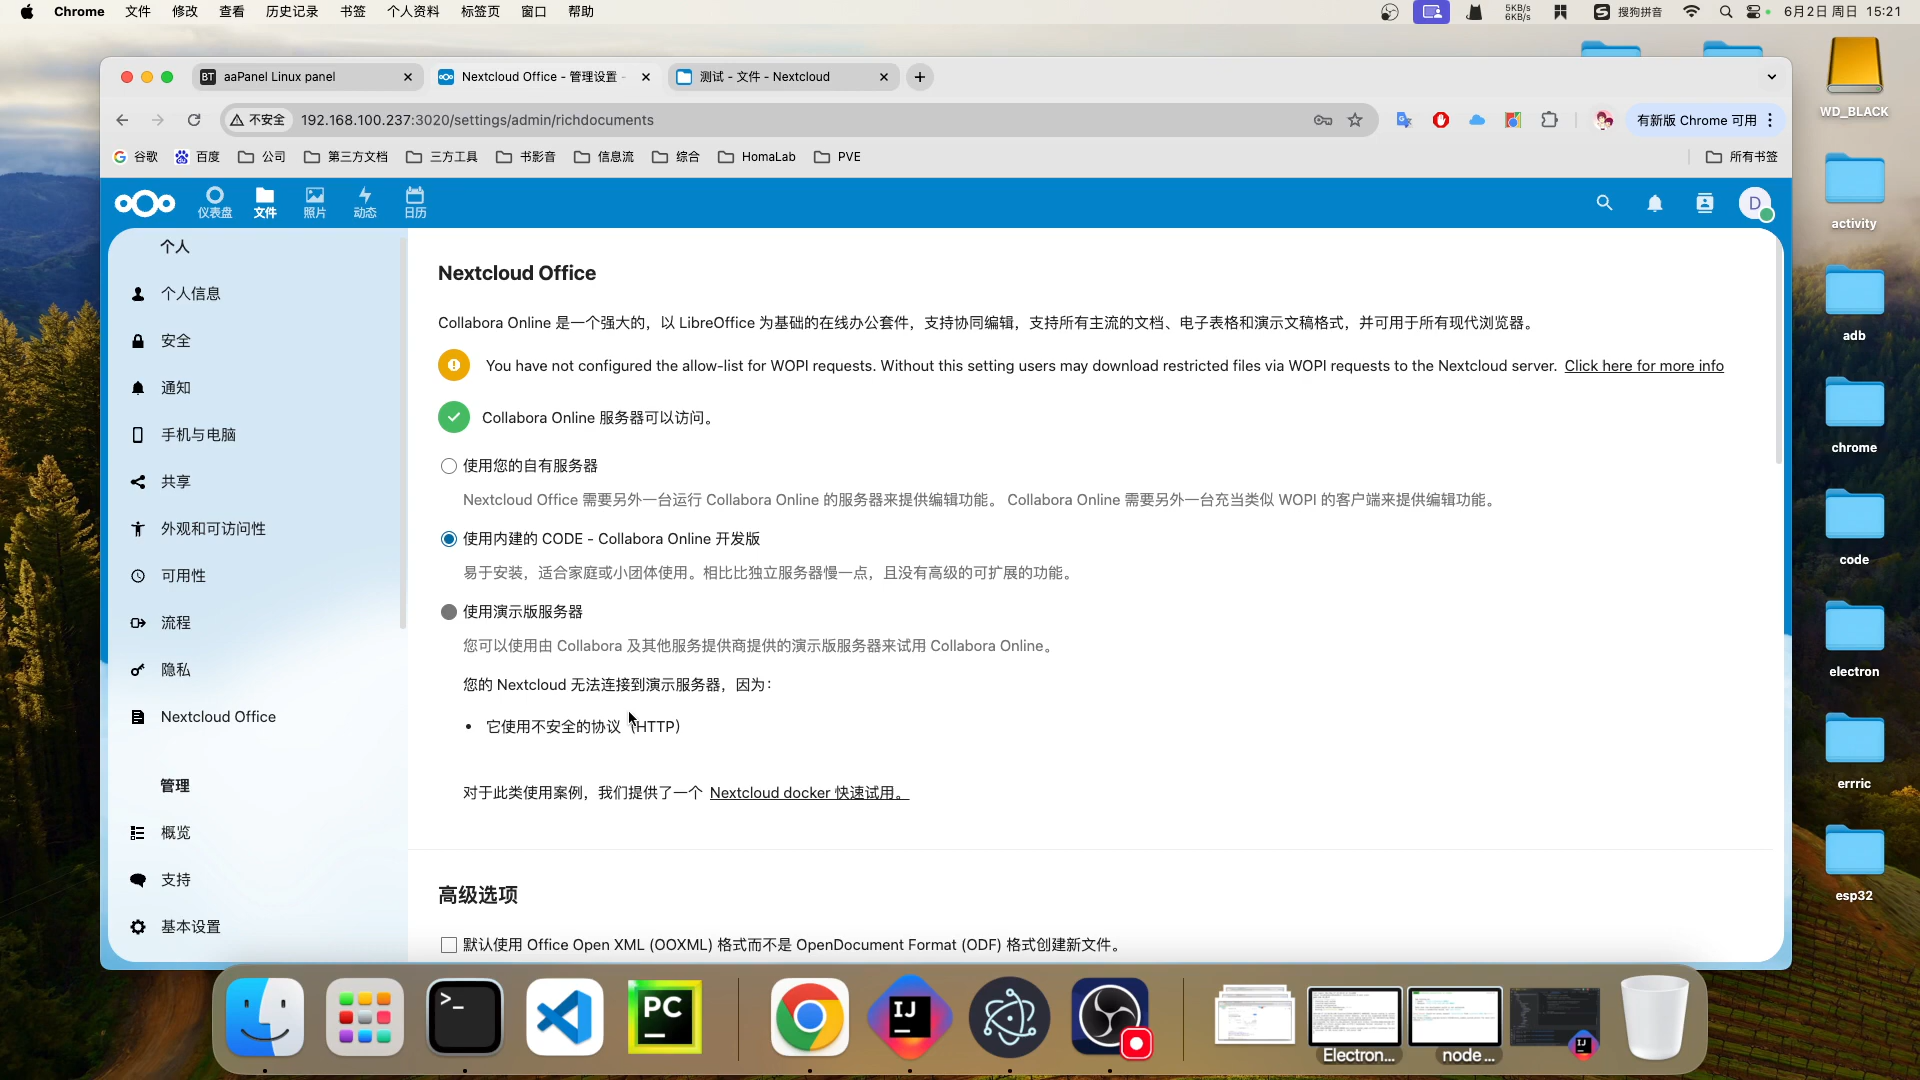 Chrome 文件 修改 查看 历史记录 书签 个人资料 标签页 窗口 帮助
5KB/s
6KB/s
搜狗拼音
6月2日 周日 15:21
BT aaPanel Linux panel
Nextcloud Office - 管理设置 -
测试 - 文件 - Nextcloud
不安全 192.168.100.237:3020/settings/admin/richdocuments
有新版 Chrome 可用
谷歌 百度 公司 第三方文档 三方工具 书影音 信息流 综合 HomaLab PVE 所有书签
仪表盘 文件 照片 动态 日历
D
个人
个人信息
安全
通知
手机与电脑
共享
外观和可访问性
可用性
流程
隐私
Nextcloud Office
管理
概览
支持
基本设置
Nextcloud Office
Collabora Online 是一个强大的，以 LibreOffice 为基础的在线办公套件，支持协同编辑，支持所有主流的文档、电子表格和演示文稿格式，并可用于所有现代浏览器。
You have not configured the allow-list for WOPI requests. Without this setting users may download restricted files via WOPI requests to the Nextcloud server. Click here for more info
Collabora Online 服务器可以访问。
使用您的自有服务器
Nextcloud Office 需要另外一台运行 Collabora Online 的服务器来提供编辑功能。 Collabora Online 需要另外一台充当类似 WOPI 的客户端来提供编辑功能。
使用内建的 CODE - Collabora Online 开发版
易于安装，适合家庭或小团体使用。相比比独立服务器慢一点，且没有高级的可扩展的功能。
使用演示版服务器
您可以使用由 Collabora 及其他服务提供商提供的演示版服务器来试用 Collabora Online。
您的 Nextcloud 无法连接到演示服务器，因为：
• 它使用不安全的协议（HTTP）
对于此类使用案例，我们提供了一个 Nextcloud docker 快速试用。
高级选项
默认使用 Office Open XML (OOXML) 格式而不是 OpenDocument Format (ODF) 格式创建新文件。
WD_BLACK
activity
adb
chrome
code
electron
errric
esp32
>_
PC
IJ
Electron...
node ...
IJ